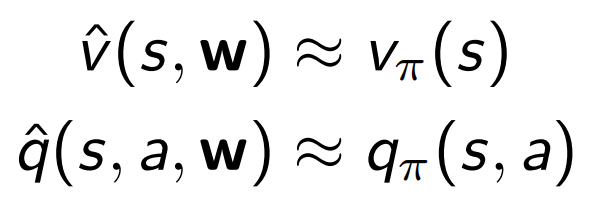 v̂(s, 𝐰) ≈ v_π(s)
q̂(s, a, 𝐰) ≈ q_π(s, a)